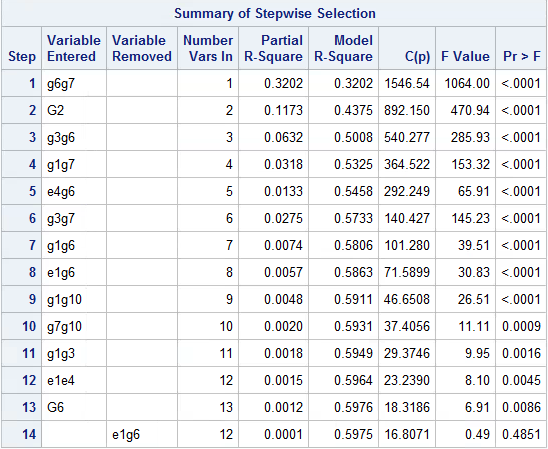 Summary of Stepwise Selection
Step Variable Entered Variable Removed Number Vars In Partial R-Square Model R-Square C(p) F Value Pr > F
1 g6g7 1 0.3202 0.3202 1546.54 1064.00 <.0001
2 G2 2 0.1173 0.4375 892.150 470.94 <.0001
3 g3g6 3 0.0632 0.5008 540.277 285.93 <.0001
4 g1g7 4 0.0318 0.5325 364.522 153.32 <.0001
5 e4g6 5 0.0133 0.5458 292.249 65.91 <.0001
6 g3g7 6 0.0275 0.5733 140.427 145.23 <.0001
7 g1g6 7 0.0074 0.5806 101.280 39.51 <.0001
8 e1g6 8 0.0057 0.5863 71.5899 30.83 <.0001
9 g1g10 9 0.0048 0.5911 46.6508 26.51 <.0001
10 g7g10 10 0.0020 0.5931 37.4056 11.11 0.0009
11 g1g3 11 0.0018 0.5949 29.3746 9.95 0.0016
12 e1e4 12 0.0015 0.5964 23.2390 8.10 0.0045
13 G6 13 0.0012 0.5976 18.3186 6.91 0.0086
14 e1g6 12 0.0001 0.5975 16.8071 0.49 0.4851